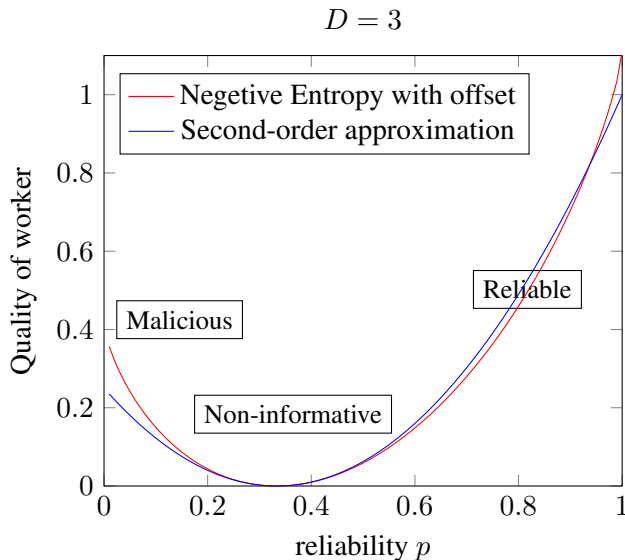 D = 3
Negetive Entropy with offset
Second-order approximation
Quality of worker
1
0.8
0.6
0.4
0.2
0
Malicious
Non-informative
Reliable
0 0.2 0.4 0.6 0.8 1
reliability p